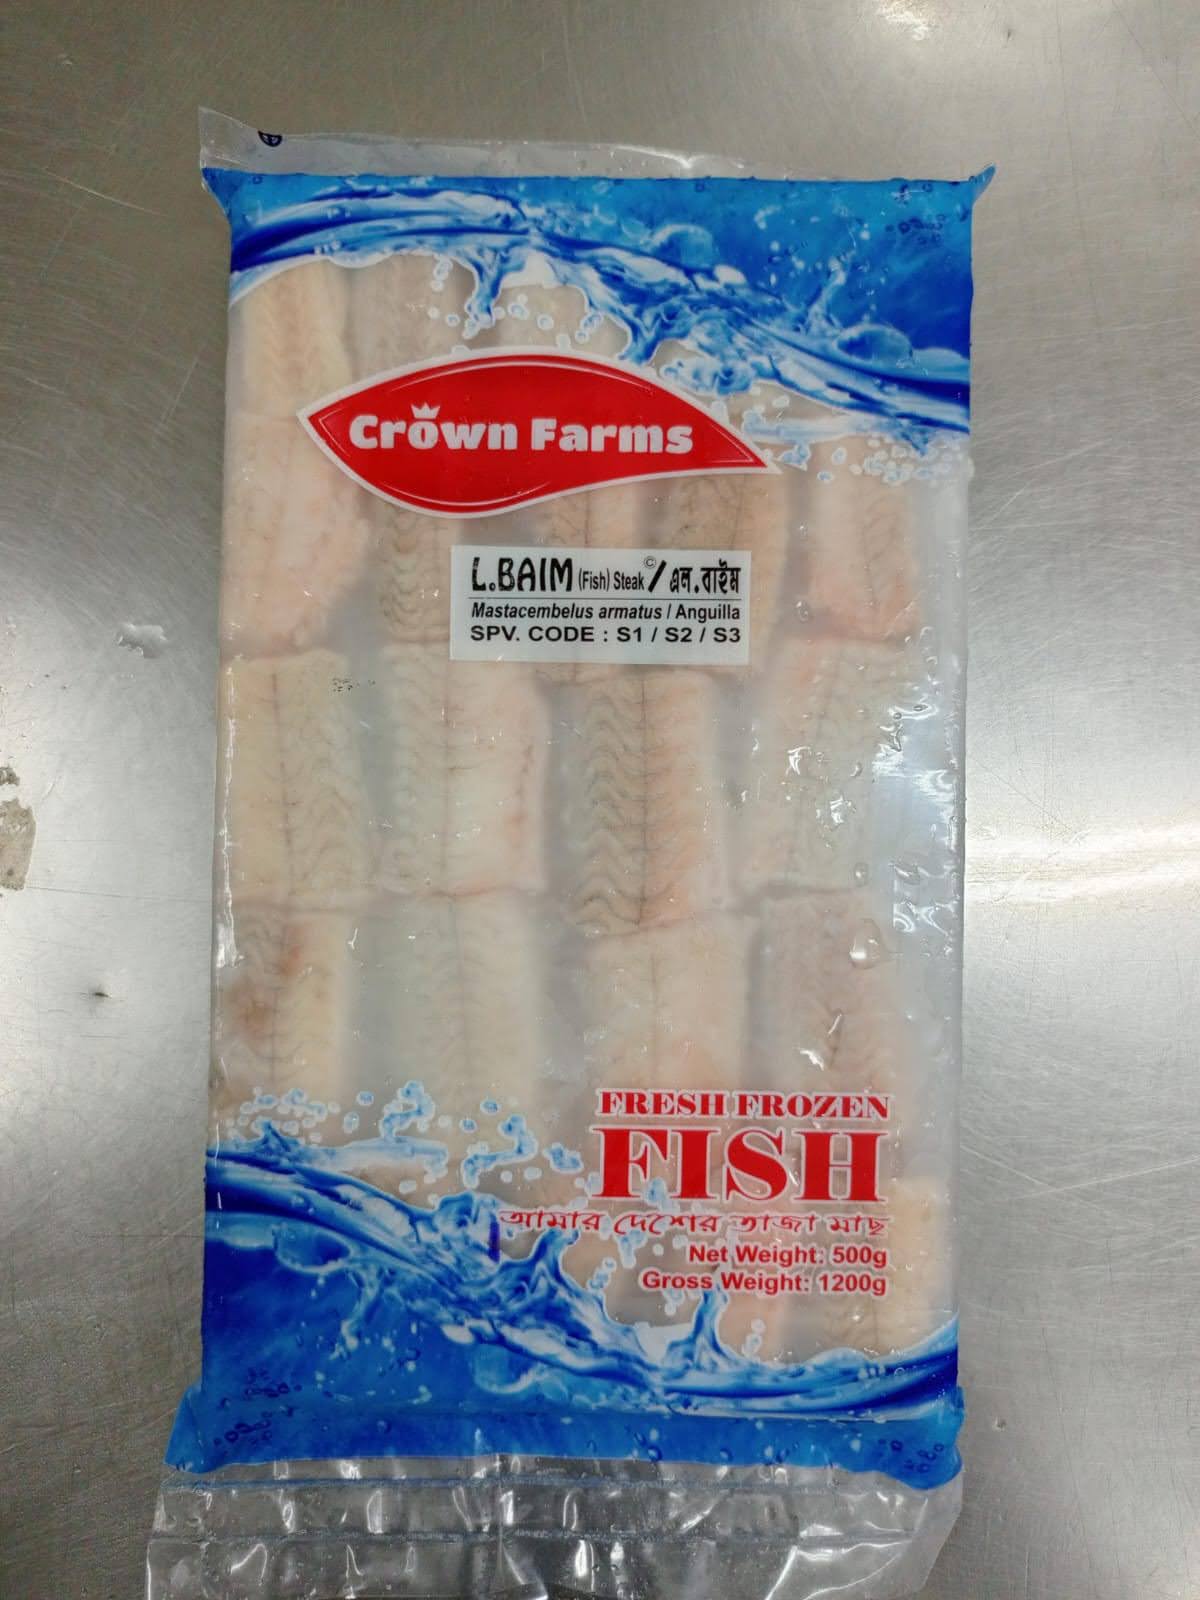 Crown Farms
L.BAIM (Fish) Steak © / এল.বাইম
Mastacembelus armatus / Anguilla
SPV. CODE : S1 / S2 / S3
FRESH FROZEN
FISH
আমার দেশের তাজা মাছ
Net Weight: 500g
Gross Weight: 1200g